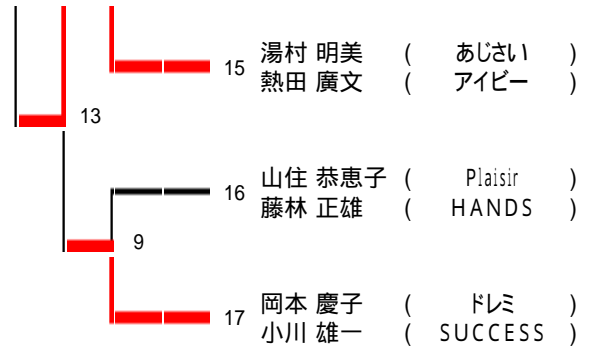 15 湯村 明美 ( あじさい )
熱田 廣文 ( アイビー )
13
16 山住 恭恵子 ( Plaisir )
藤林 正雄 ( HANDS )
9
17 岡本 慶子 ( ドレミ )
小川 雄一 ( SUCCESS )